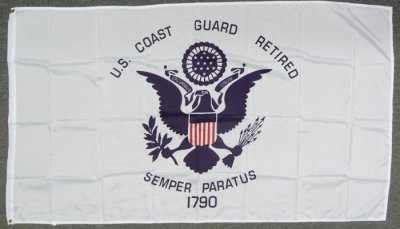 U.S. COAST GUARD RETIRED
SEMPER PARATUS
1790